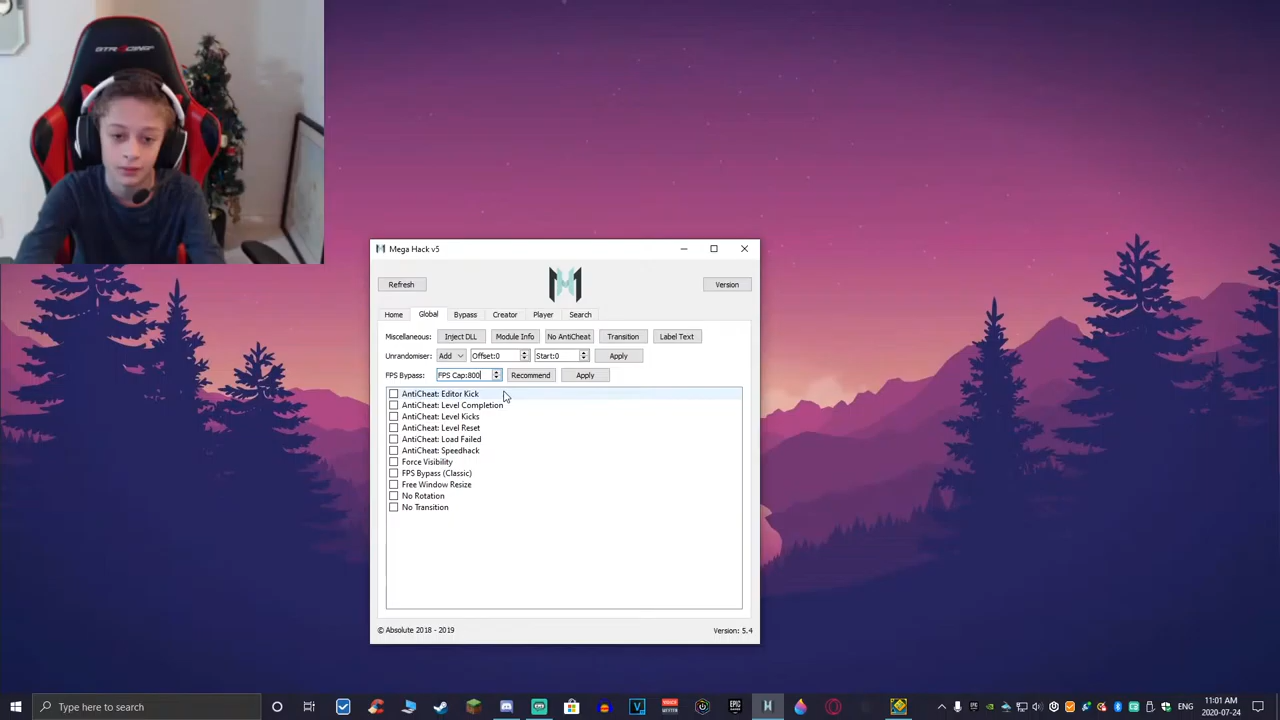 GTRACING
Mega Hack v5
Refresh
Version
Home Global Bypass Creator Player Search
Miscellaneous: Inject DLL Module Info No AntiCheat Transition Label Text
Unrandomiser: Add Offset:0 Start:0 Apply
FPS Bypass: FPS Cap:800 Recommend Apply
AntiCheat: Editor Kick
AntiCheat: Level Completion
AntiCheat: Level Kicks
AntiCheat: Level Reset
AntiCheat: Load Failed
AntiCheat: Speedhack
Force Visibility
FPS Bypass (Classic)
Free Window Resize
No Rotation
No Transition
© Absolute 2018 - 2019
Version: 5.4
Type here to search
EPIC
11:01 AM
2020-07-24